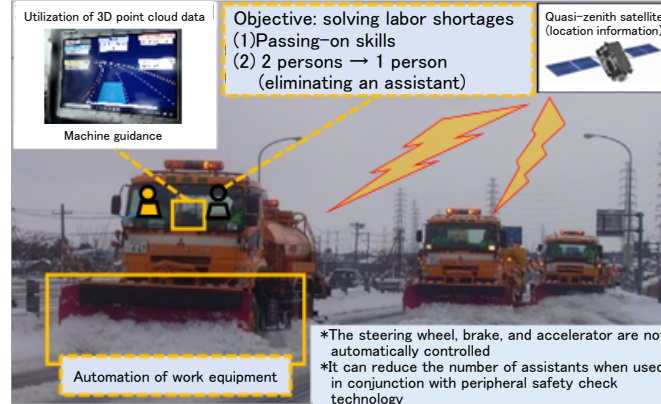 Utilization of 3D point cloud data
Machine guidance
Objective: solving labor shortages
(1)Passing-on skills
(2) 2 persons → 1 person
(eliminating an assistant)
Quasi-zenith satellite
(location information)
Automation of work equipment
*The steering wheel, brake, and accelerator are not
automatically controlled
*It can reduce the number of assistants when used
in conjunction with peripheral safety check
technology